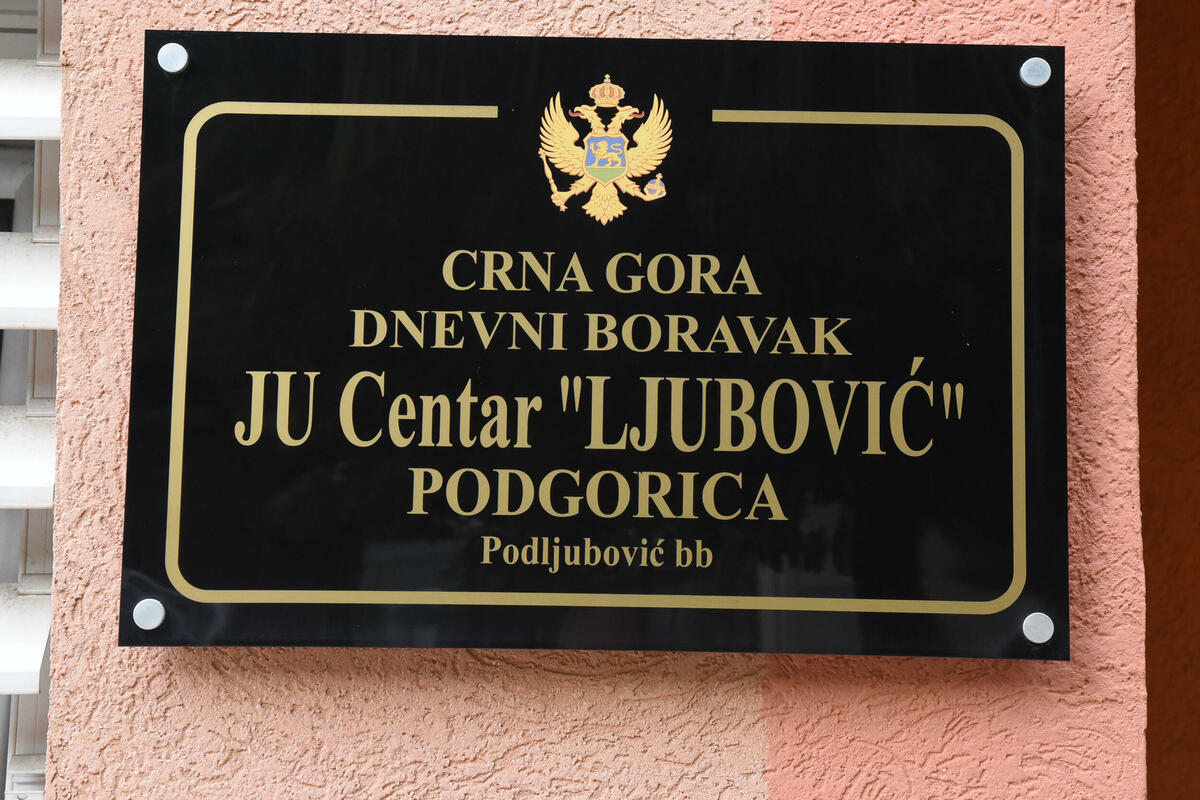 CRNA GORA
DNEVNI BORAVAK
JU Centar "LJUBOVIĆ"
PODGORICA
Podljubović bb